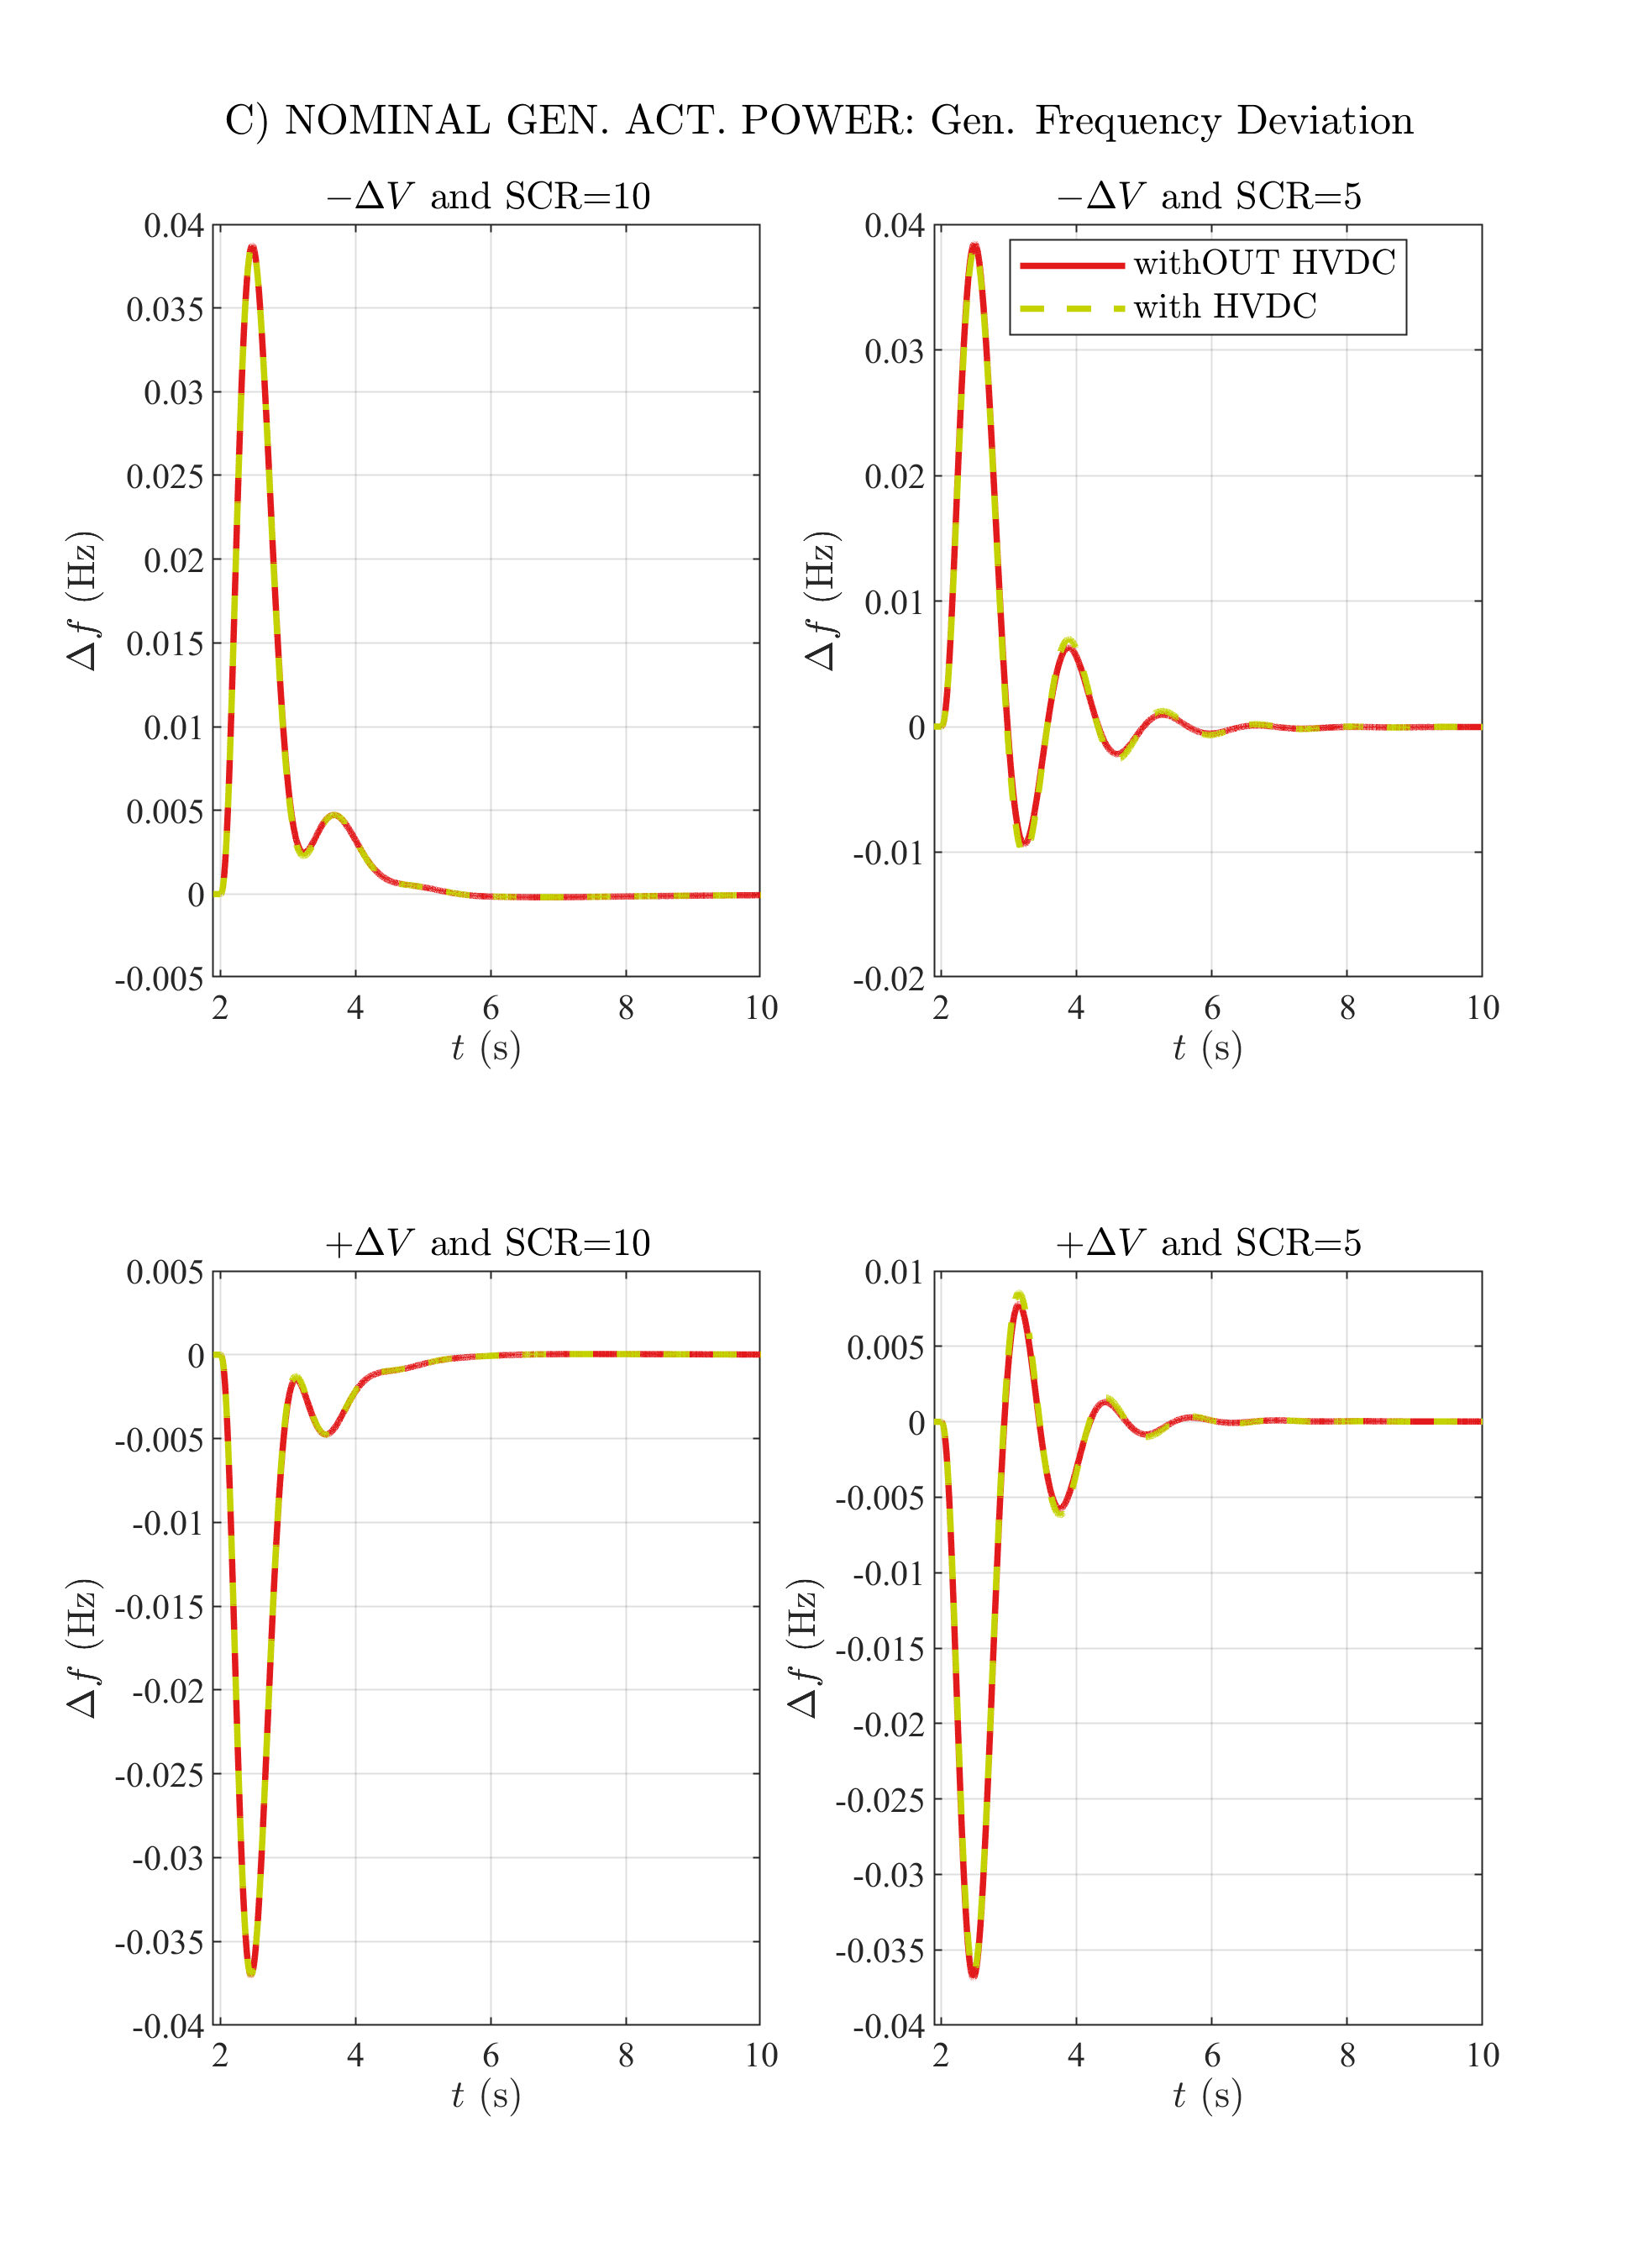 C) NOMINAL GEN. ACT. POWER: Gen. Frequency Deviation
−ΔV and SCR=10
0.04
0.035
0.03
0.025
0.02
0.015
0.01
0.005
0
-0.005
Δf (Hz)
2 4 6 8 10
t (s)
−ΔV and SCR=5
withOUT HVDC
with HVDC
0.04
0.03
0.02
0.01
0
-0.01
-0.02
Δf (Hz)
2 4 6 8 10
t (s)
+ΔV and SCR=10
0.005
0
-0.005
-0.01
-0.015
-0.02
-0.025
-0.03
-0.035
-0.04
Δf (Hz)
2 4 6 8 10
t (s)
+ΔV and SCR=5
0.01
0.005
0
-0.005
-0.01
-0.015
-0.02
-0.025
-0.03
-0.035
-0.04
Δf (Hz)
2 4 6 8 10
t (s)